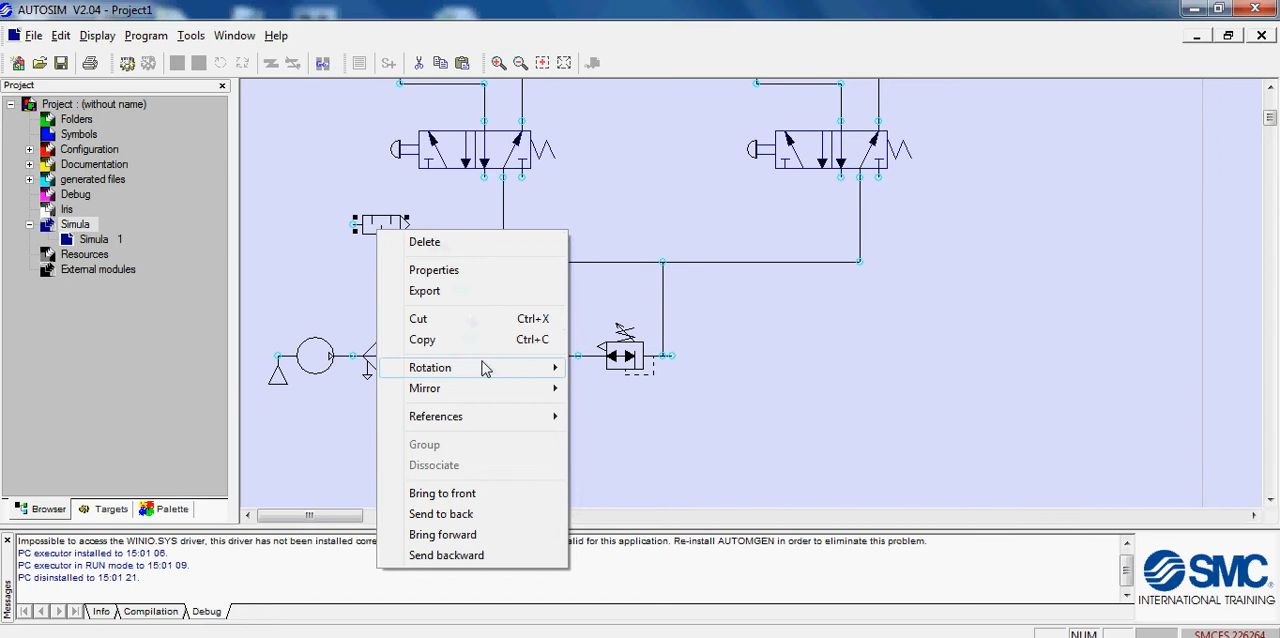 AUTOSIM V2.04 - Project1
File Edit Display Program Tools Window Help
Project
Project : (without name)
Folders
Symbols
Configuration
Documentation
generated files
Debug
Iris
Simula
Simula 1
Resources
External modules
Delete
Properties
Export
Cut Ctrl+X
Copy Ctrl+C
Rotation
Mirror
References
Group
Dissociate
Bring to front
Send to back
Bring forward
Send backward
Browser Targets Palette
Impossible to access the WINIO.SYS driver, this driver has not been installed corre alid for this application. Re-install AUTOMGEN in order to eliminate this problem.
PC executor installed to 15:01 06.
PC executor in RUN mode to 15:01 09.
PC disinstalled to 15:01 21.
Messages
Info Compilation Debug
SMC
INTERNATIONAL TRAINING
NUM
SMCES 226264